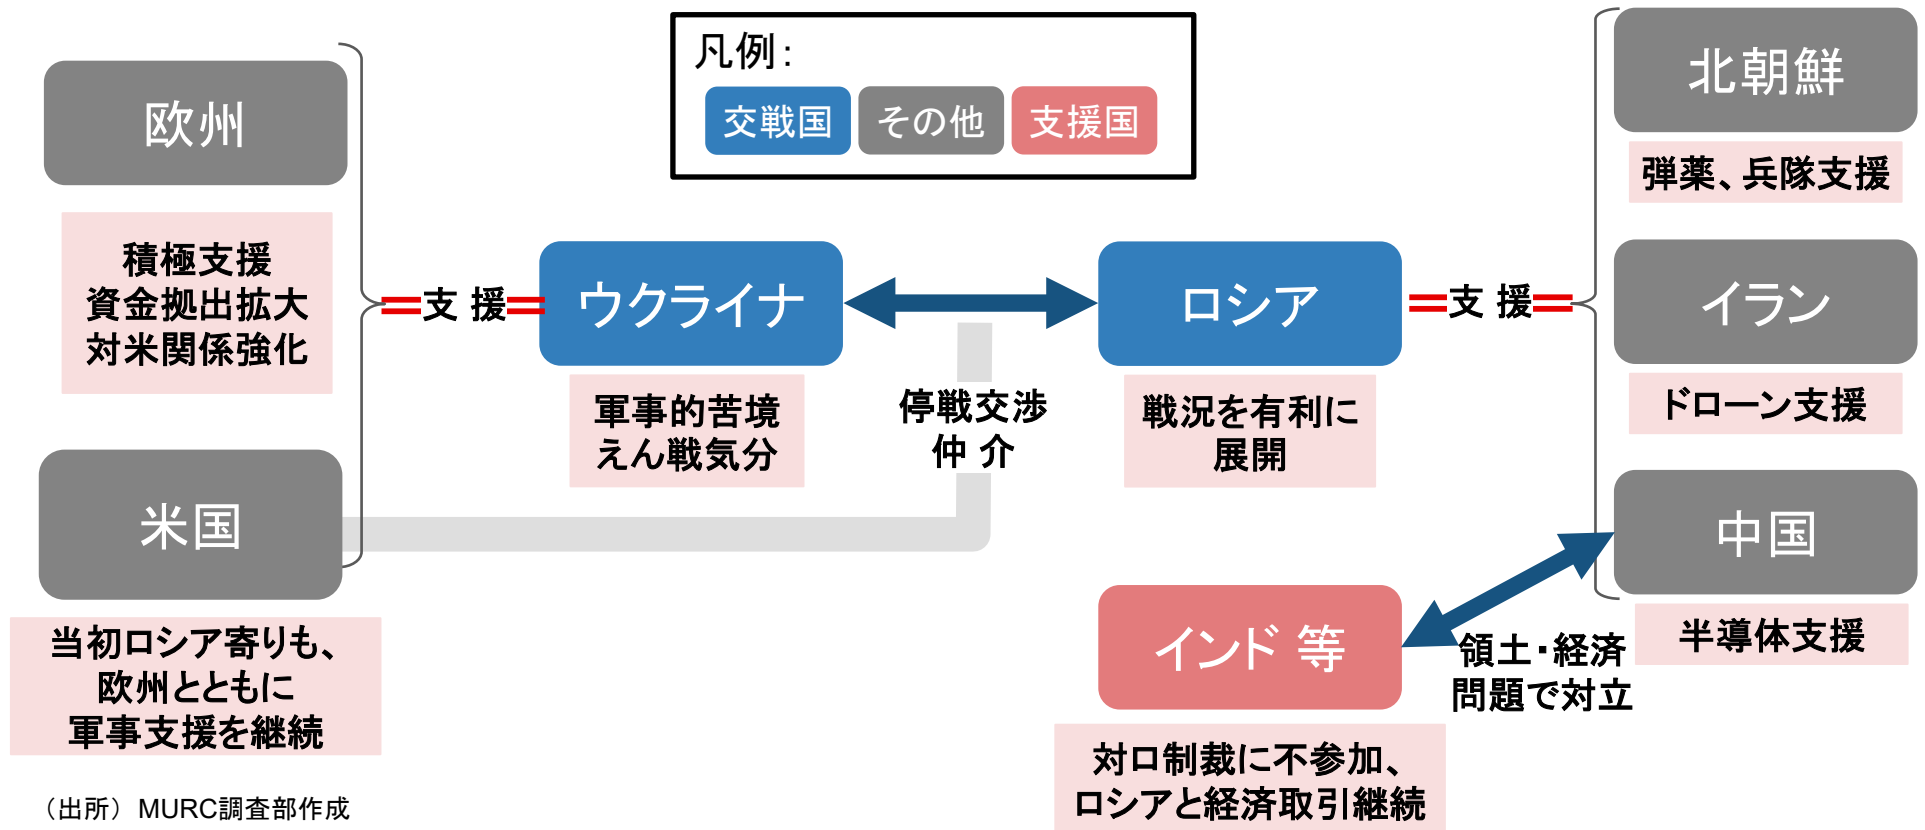 凡例：
交戦国 その他 支援国
欧州
積極支援
資金拠出拡大
対米関係強化
米国
当初ロシア寄りも、
欧州とともに
軍事支援を継続
支 援
ウクライナ
軍事的苦境
えん戦気分
停戦交渉
仲 介
ロシア
戦況を有利に
展開
支 援
北朝鮮
弾薬、兵隊支援
イラン
ドローン支援
中国
半導体支援
領土・経済
問題で対立
インド 等
対ロ制裁に不参加、
ロシアと経済取引継続
（出所）MURC調査部作成